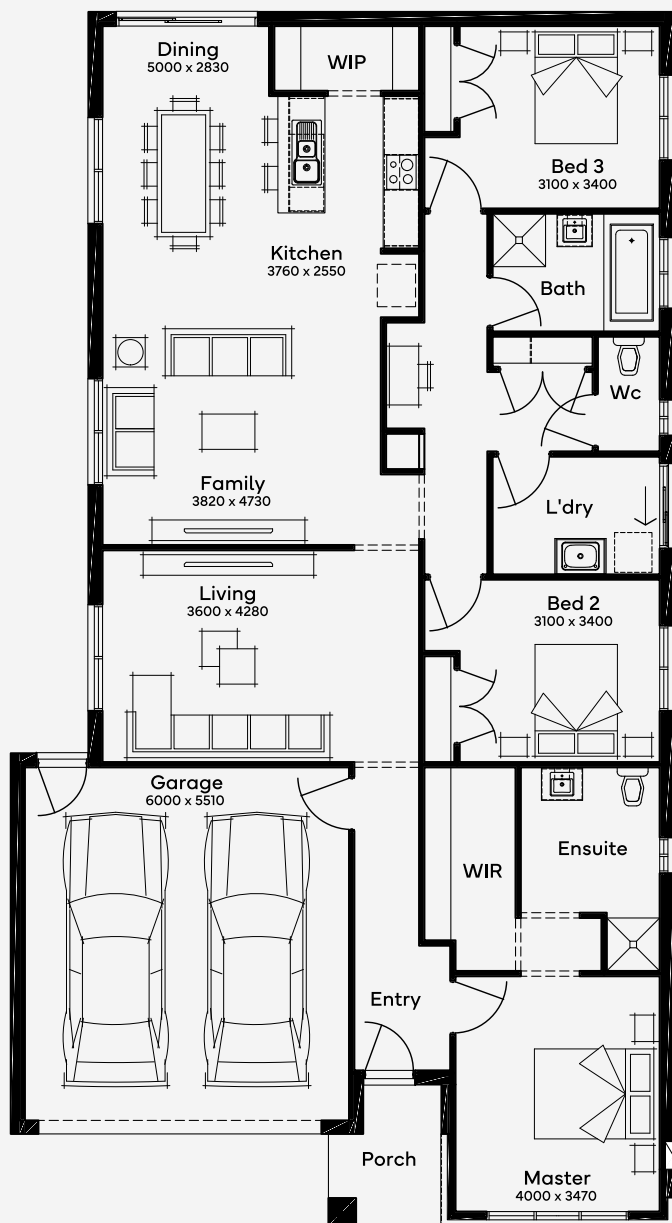 Dining
5000 x 2830
WIP
Bed 3
3100 x 3400
Kitchen
3760 x 2550
Bath
Wc
Family
3820 x 4730
L'dry
Living
3600 x 4280
Bed 2
3100 x 3400
Garage
6000 x 5510
WIR
Ensuite
Entry
Porch
Master
4000 x 3470